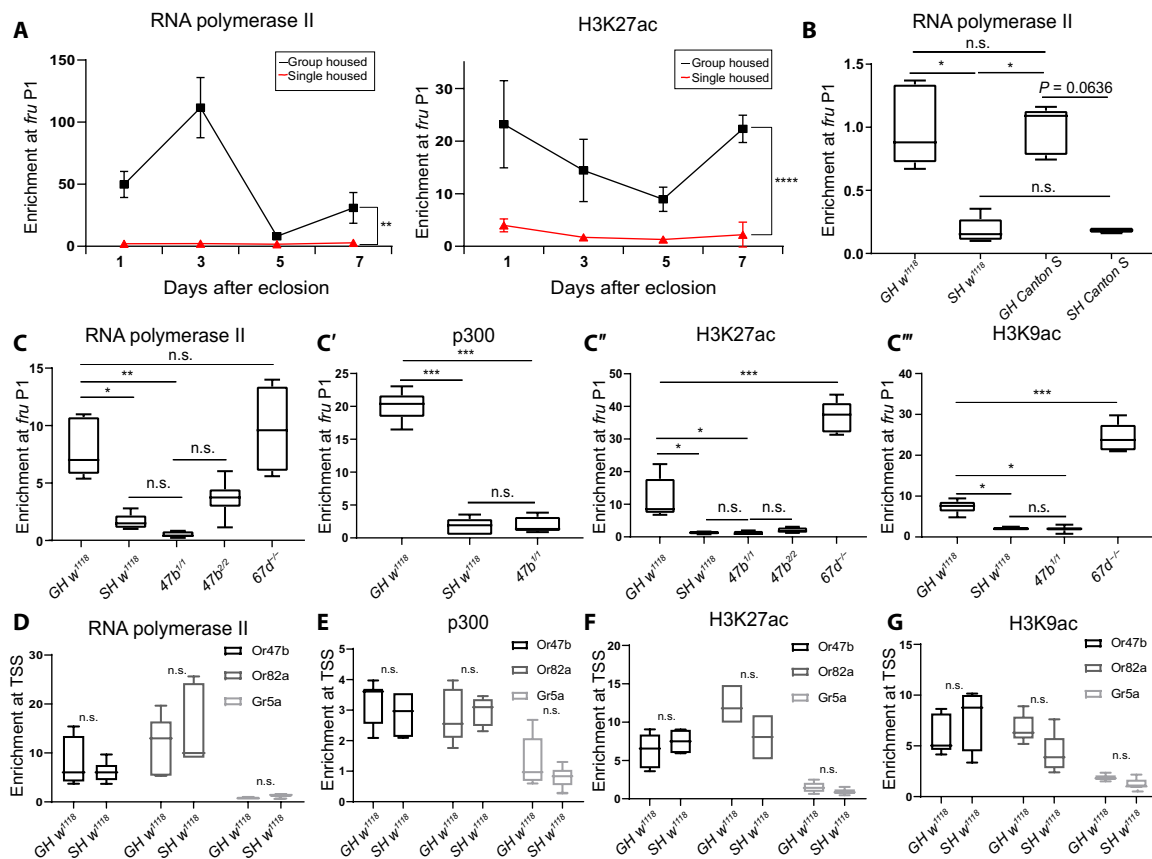 A
RNA polymerase II
Group housed
Single housed
Enrichment at fru P1
150
100
50
0
**
1 3 5 7
Days after eclosion
H3K27ac
Group housed
Single housed
Enrichment at fru P1
30
20
10
0
****
1 3 5 7
Days after eclosion
B
RNA polymerase II
n.s.
* *
P = 0.0636
n.s.
Enrichment at fru P1
1.5
1.0
0.5
0.0
GH w1118 SH w1118 GH Canton S SH Canton S
C
RNA polymerase II
n.s.
**
*
n.s.
n.s.
Enrichment at fru P1
15
10
5
0
GH w1118 SH w1118 47b1/1 47b2/2 67d−/−
C'
p300
***
***
n.s.
Enrichment at fru P1
25
20
15
10
5
0
GH w1118 SH w1118 47b1/1
C''
H3K27ac
***
*
*
n.s. n.s.
Enrichment at fru P1
50
40
30
20
10
0
GH w1118 SH w1118 47b1/1 47b2/2 67d−/−
C'''
H3K9ac
***
*
*
n.s.
Enrichment at fru P1
40
30
20
10
0
GH w1118 SH w1118 47b1/1 67d−/−
D
RNA polymerase II
Or47b
Or82a
Gr5a
n.s. n.s. n.s.
Enrichment at TSS
30
20
10
0
GH w1118 SH w1118 GH w1118 SH w1118 GH w1118 SH w1118
E
p300
Or47b
Or82a
Gr5a
n.s. n.s. n.s.
Enrichment at TSS
5
4
3
2
1
0
GH w1118 SH w1118 GH w1118 SH w1118 GH w1118 SH w1118
F
H3K27ac
Or47b
Or82a
Gr5a
n.s. n.s. n.s.
Enrichment at TSS
20
15
10
5
0
GH w1118 SH w1118 GH w1118 SH w1118 GH w1118 SH w1118
G
H3K9ac
Or47b
Or82a
Gr5a
n.s. n.s. n.s.
Enrichment at TSS
15
10
5
0
GH w1118 SH w1118 GH w1118 SH w1118 GH w1118 SH w1118